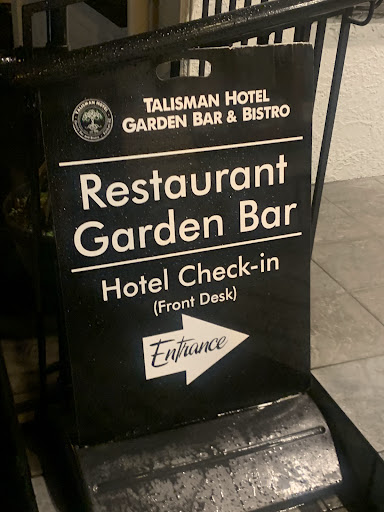 TALISMAN HOTEL
GARDEN BAR & BISTRO
Restaurant
Garden Bar
Hotel Check-in
(Front Desk)
Entrance